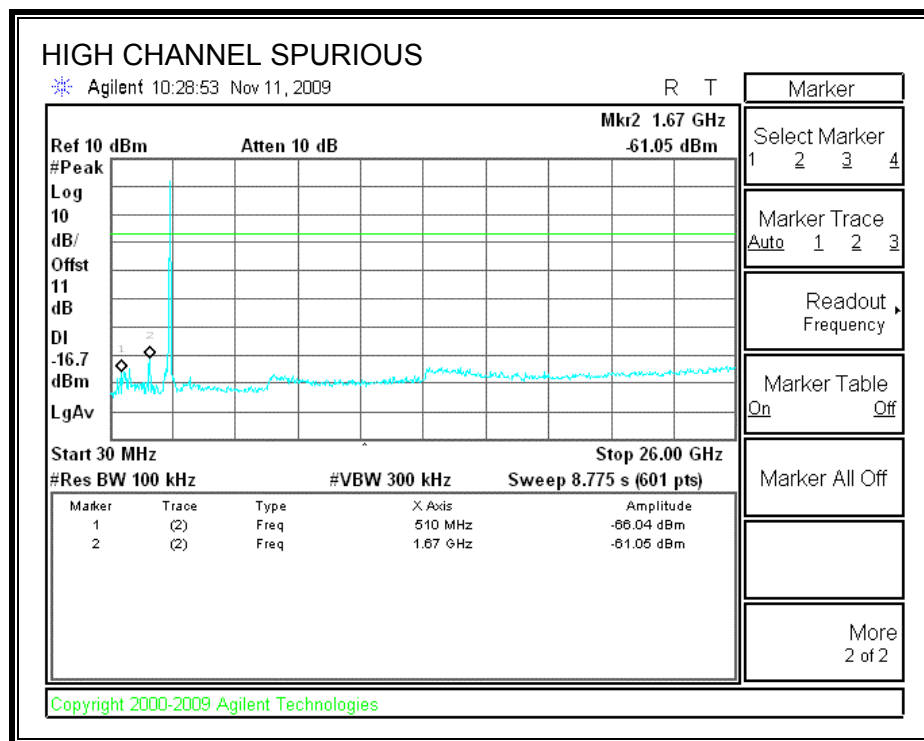 HIGH CHANNEL SPURIOUS
Agilent 10:28:53 Nov 11, 2009 R T
Marker
Mkr2 1.67 GHz
Ref 10 dBm Atten 10 dB -61.05 dBm
#Peak
Log
10
dB/
Offst
11
dB
DI
-16.7
dBm
LgAv
1
2
Start 30 MHz Stop 26.00 GHz
#Res BW 100 kHz #VBW 300 kHz Sweep 8.775 s (601 pts)
Marker Trace Type X Axis Amplitude
1 (2) Freq 510 MHz -66.04 dBm
2 (2) Freq 1.67 GHz -61.05 dBm
Select Marker
1 2 3 4
Marker Trace
Auto 1 2 3
Readout
Frequency
Marker Table
On Off
Marker All Off
More
2 of 2
Copyright 2000-2009 Agilent Technologies